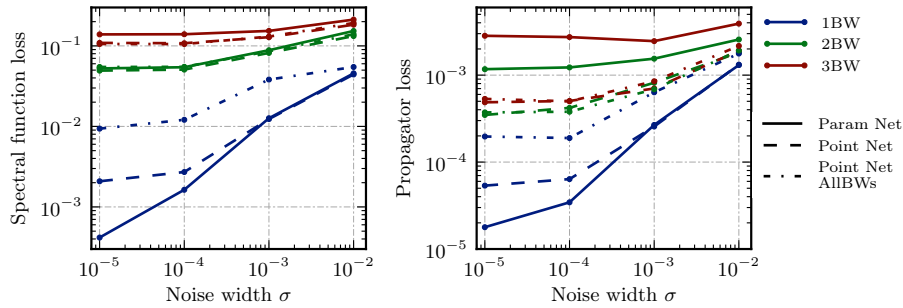 Spectral function loss
10⁻¹
10⁻²
10⁻³
10⁻⁵ 10⁻⁴ 10⁻³ 10⁻²
Noise width σ
Propagator loss
10⁻³
10⁻⁴
10⁻⁵
10⁻⁵ 10⁻⁴ 10⁻³ 10⁻²
Noise width σ
1BW
2BW
3BW
Param Net
Point Net
Point Net
AllBWs